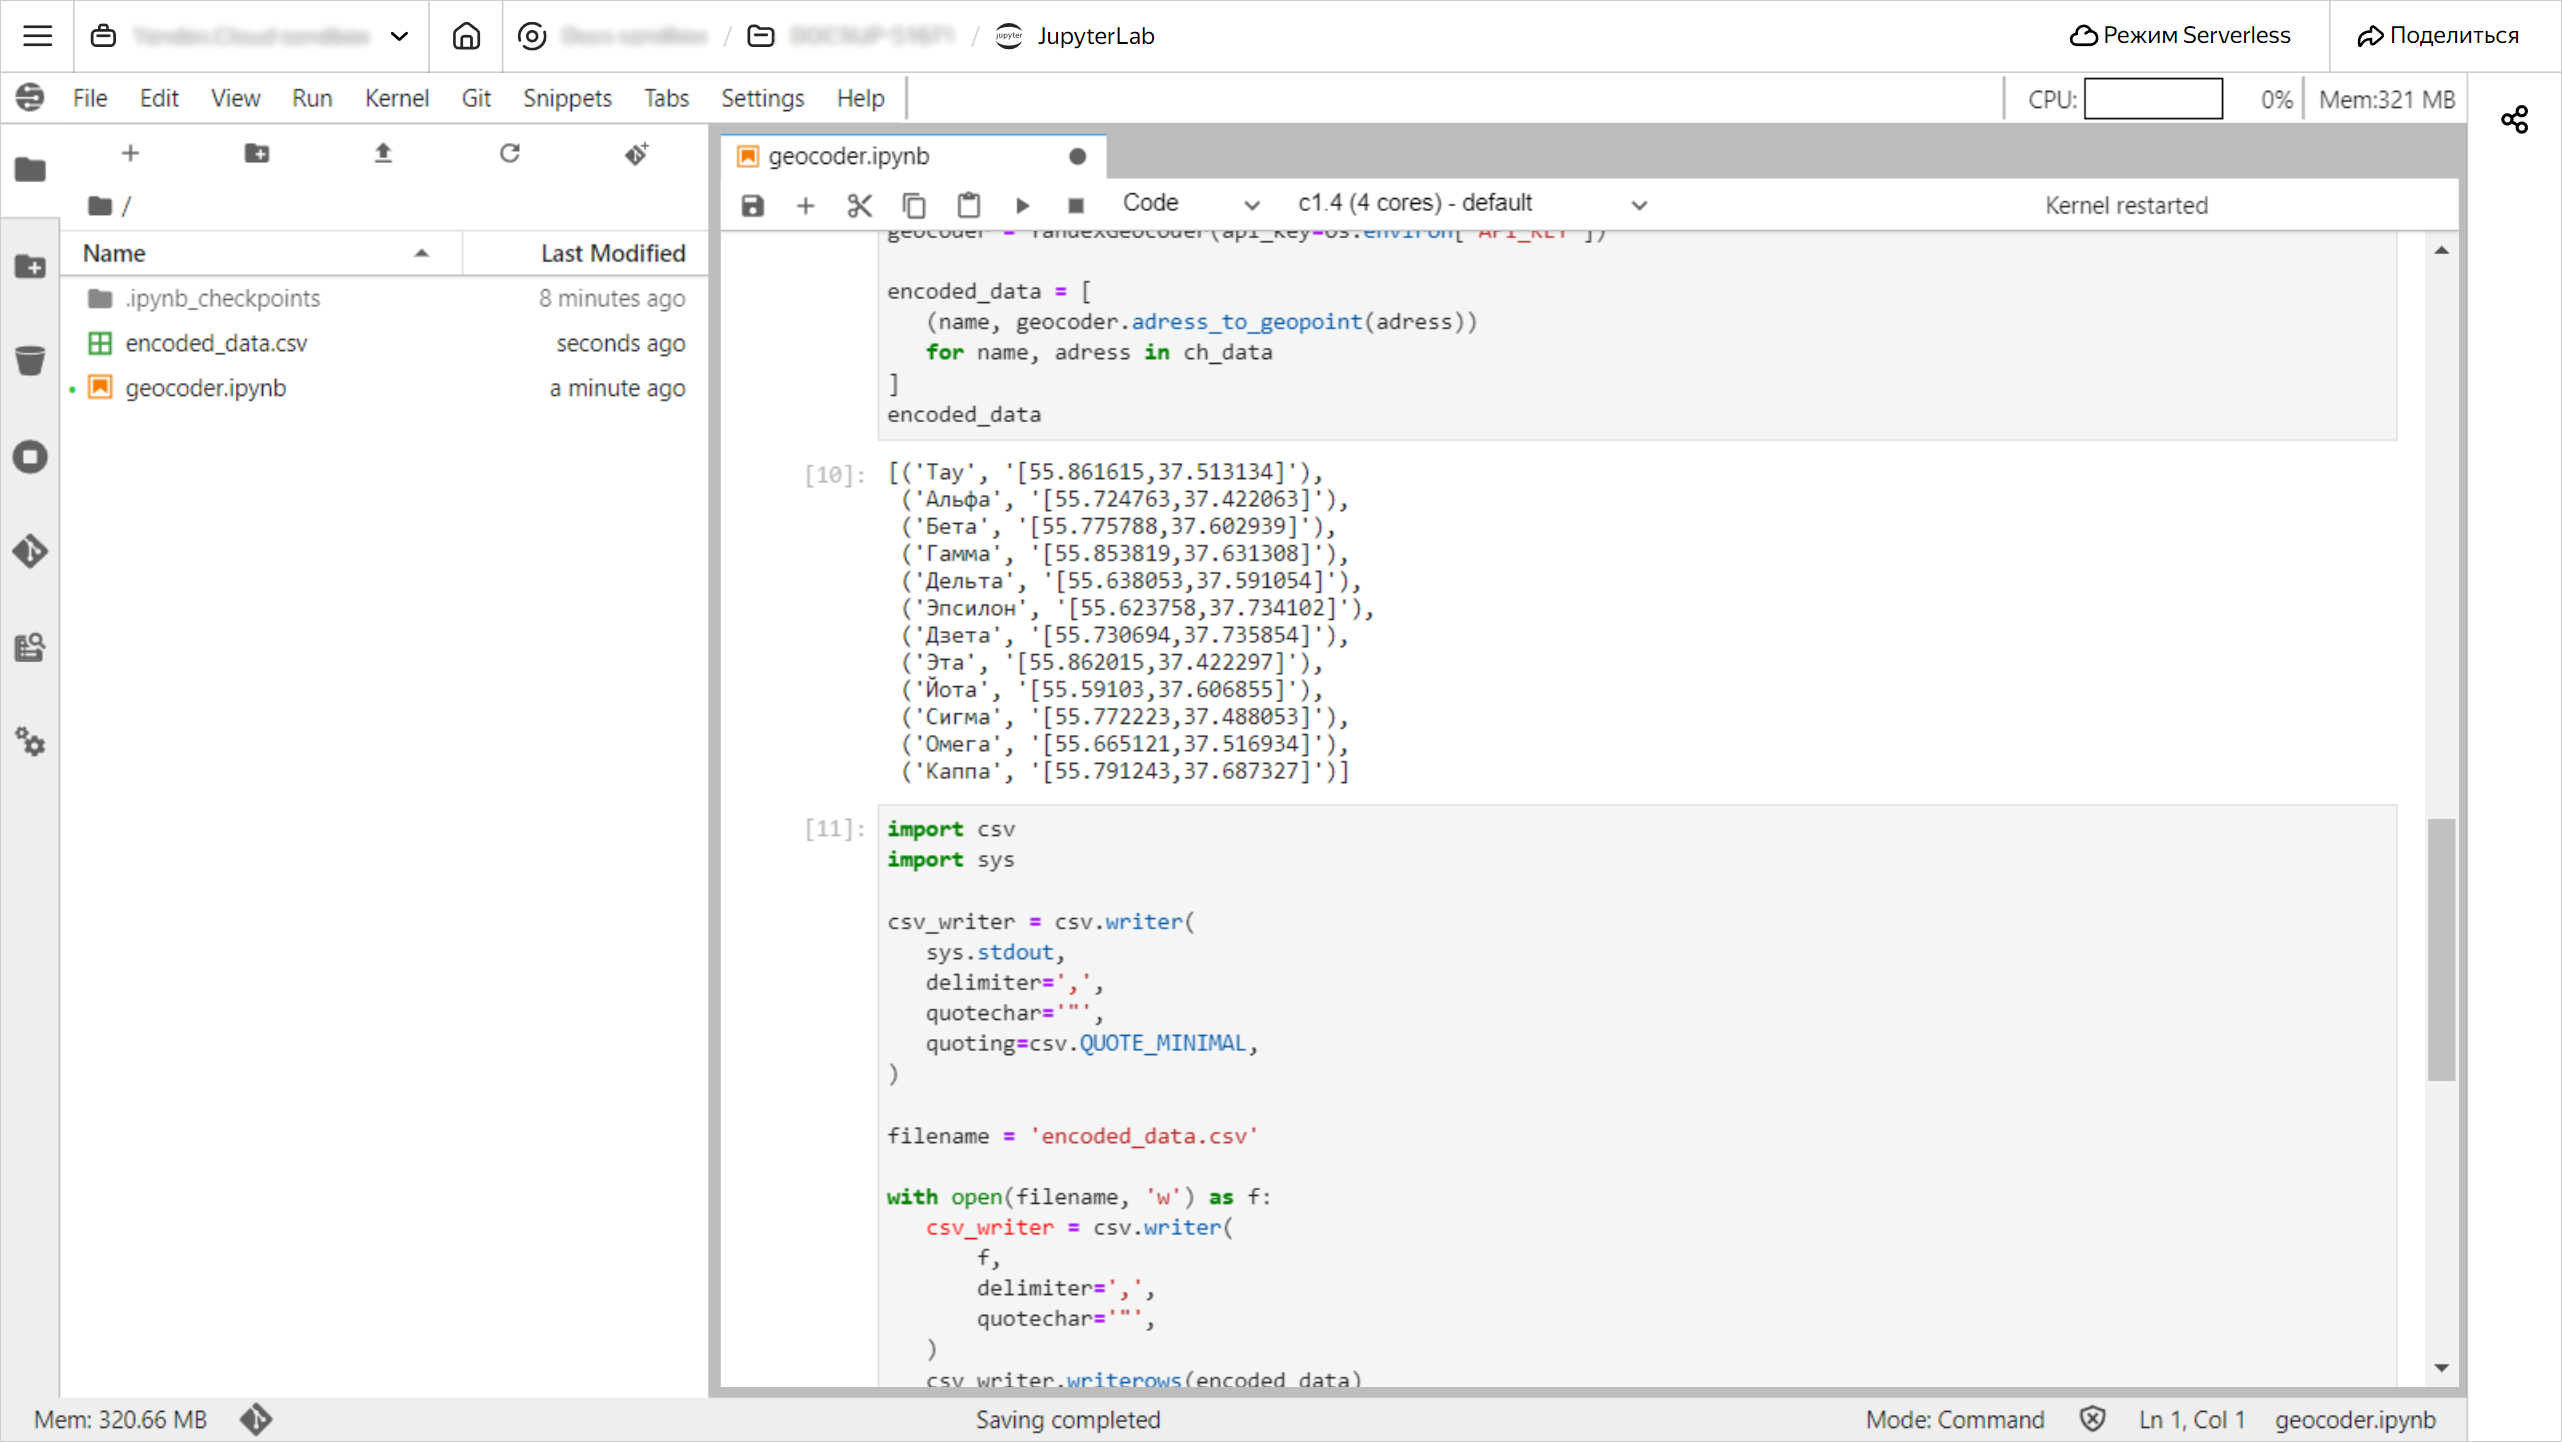 JupyterLab
Режим Serverless
Поделиться
File Edit View Run Kernel Git Snippets Tabs Settings Help
CPU: 0% Mem:321 MB
/
Name Last Modified
.ipynb_checkpoints 8 minutes ago
encoded_data.csv seconds ago
geocoder.ipynb a minute ago
geocoder.ipynb
Code c1.4 (4 cores) - default Kernel restarted
geocoder = YandexGeocoder(api_key=os.environ['API_KEY'])
encoded_data = [
(name, geocoder.adress_to_geopoint(adress))
for name, adress in ch_data
]
encoded_data
[10]: [('Тау', '[55.861615,37.513134]'),
('Альфа', '[55.724763,37.422063]'),
('Бета', '[55.775788,37.602939]'),
('Гамма', '[55.853819,37.631308]'),
('Дельта', '[55.638053,37.591054]'),
('Эпсилон', '[55.623758,37.734102]'),
('Дзета', '[55.730694,37.735854]'),
('Эта', '[55.862015,37.422297]'),
('Йота', '[55.59103,37.606855]'),
('Сигма', '[55.772223,37.488053]'),
('Омега', '[55.665121,37.516934]'),
('Каппа', '[55.791243,37.687327]')]
[11]: import csv
import sys
csv_writer = csv.writer(
sys.stdout,
delimiter=',',
quotechar='"',
quoting=csv.QUOTE_MINIMAL,
)
filename = 'encoded_data.csv'
with open(filename, 'w') as f:
csv_writer = csv.writer(
f,
delimiter=',',
quotechar='"',
)
csv_writer.writerows(encoded_data)
Mem: 320.66 MB Saving completed Mode: Command Ln 1, Col 1 geocoder.ipynb